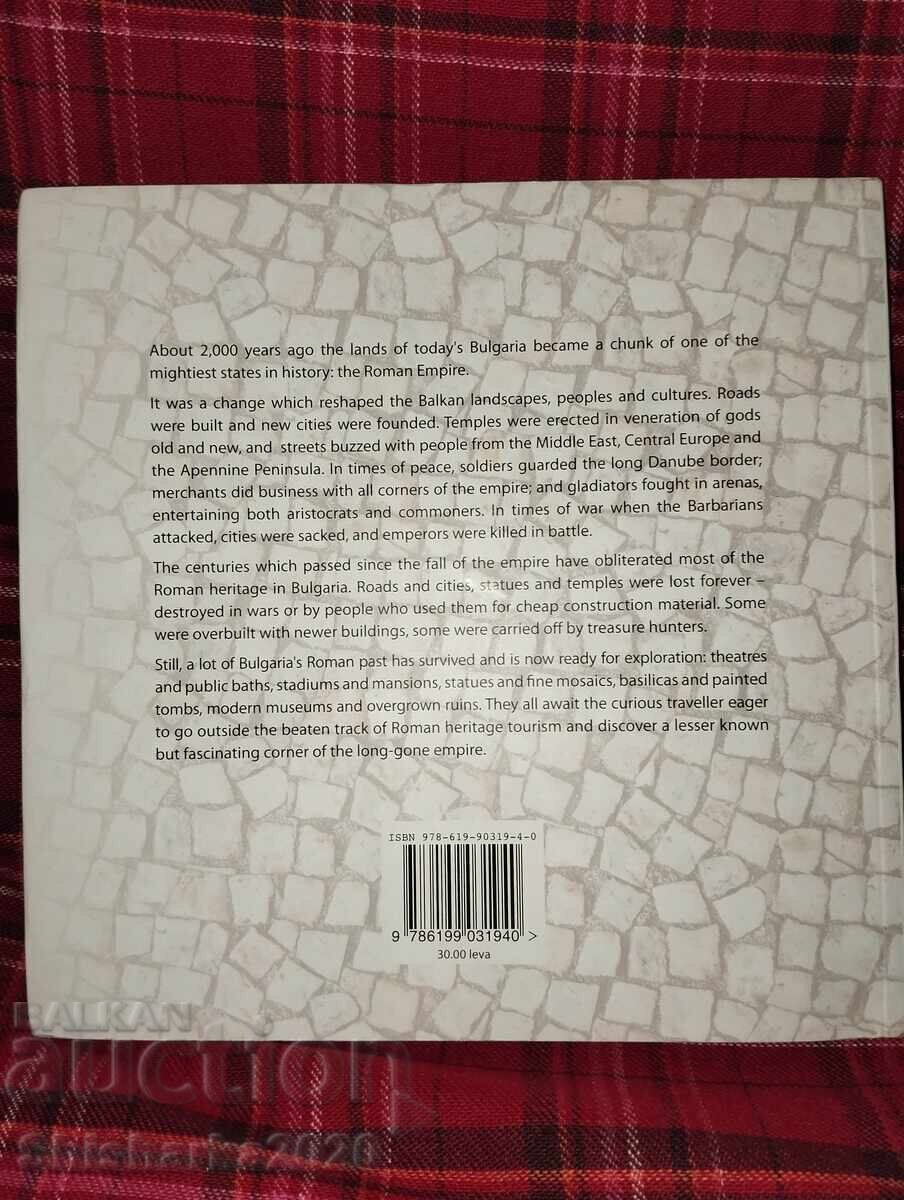 About 2,000 years ago the lands of today's Bulgaria became a chunk of one of the
mightiest states in history: the Roman Empire.
It was a change which reshaped the Balkan landscapes, peoples and cultures. Roads
were built and new cities were founded. Temples were erected in veneration of gods
old and new, and streets buzzed with people from the Middle East, Central Europe and
the Apennine Peninsula. In times of peace, soldiers guarded the long Danube border;
merchants did business with all corners of the empire; and gladiators fought in arenas,
entertaining both aristocrats and commoners. In times of war when the Barbarians
attacked, cities were sacked, and emperors were killed in battle.
The centuries which passed since the fall of the empire have obliterated most of the
Roman heritage in Bulgaria. Roads and cities, statues and temples were lost forever –
destroyed in wars or by people who used them for cheap construction material. Some
were overbuilt with newer buildings, some were carried off by treasure hunters.
Still, a lot of Bulgaria's Roman past has survived and is now ready for exploration: theatres
and public baths, stadiums and mansions, statues and fine mosaics, basilicas and painted
tombs, modern museums and overgrown ruins. They all await the curious traveller eager
to go outside the beaten track of Roman heritage tourism and discover a lesser known
but fascinating corner of the long-gone empire.
ISBN 978-619-90319-4-0
9 786199 031940 >
30.00 leva
BALKAN
auction
Shisharka2020